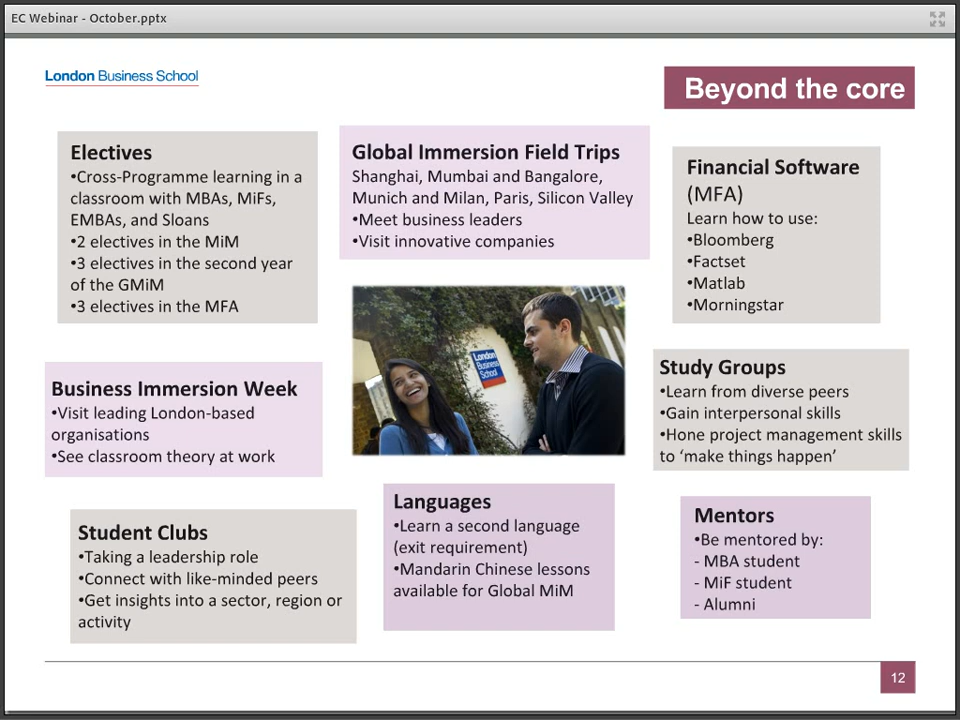 EC Webinar - October.pptx
London Business School
Beyond the core
Electives
•Cross-Programme learning in a
classroom with MBAs, MiFs,
EMBAs, and Sloans
•2 electives in the MiM
•3 electives in the second year
of the GMiM
•3 electives in the MFA
Global Immersion Field Trips
Shanghai, Mumbai and Bangalore,
Munich and Milan, Paris, Silicon Valley
•Meet business leaders
•Visit innovative companies
Financial Software
(MFA)
Learn how to use:
•Bloomberg
•Factset
•Matlab
•Morningstar
London
Business
School
Business Immersion Week
•Visit leading London-based
organisations
•See classroom theory at work
Study Groups
•Learn from diverse peers
•Gain interpersonal skills
•Hone project management skills
to ‘make things happen’
Student Clubs
•Taking a leadership role
•Connect with like-minded peers
•Get insights into a sector, region or
activity
Languages
•Learn a second language
(exit requirement)
•Mandarin Chinese lessons
available for Global MiM
Mentors
•Be mentored by:
- MBA student
- MiF student
- Alumni
12